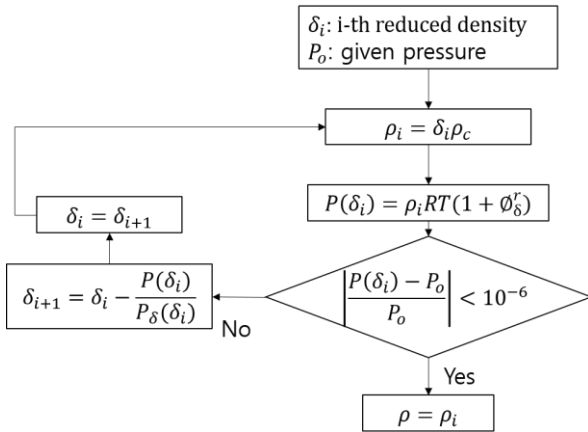 δᵢ: i-th reduced density
Pₒ: given pressure
ρᵢ = δᵢρ꜀
P(δᵢ) = ρᵢRT(1 + ∅^r_δ)
|(P(δᵢ) − Pₒ)/Pₒ| < 10⁻⁶
No
δᵢ₊₁ = δᵢ − P(δᵢ)/P_δ(δᵢ)
δᵢ = δᵢ₊₁
Yes
ρ = ρᵢ